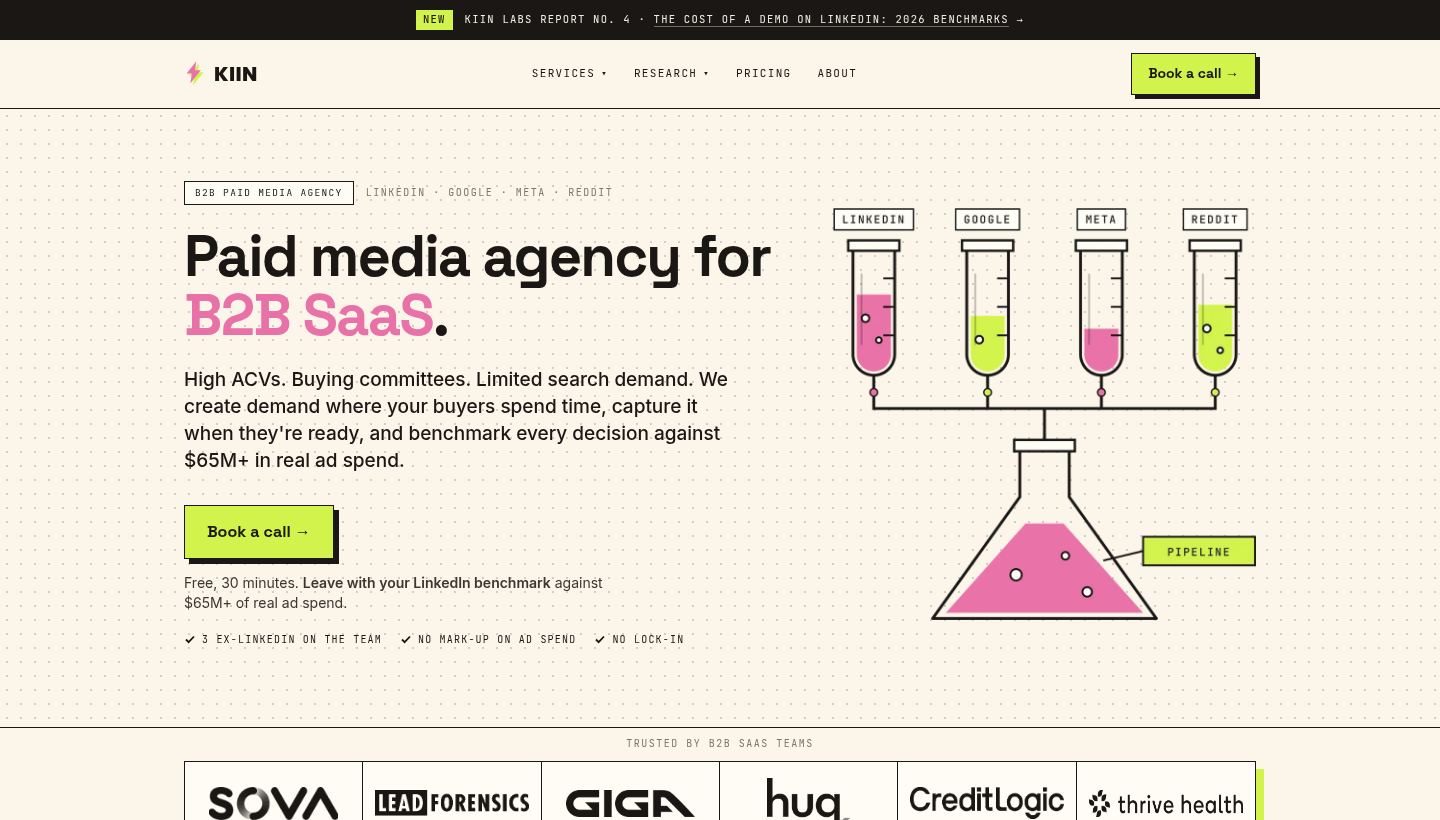 NEW KIIN LABS REPORT NO. 4 · THE COST OF A DEMO ON LINKEDIN: 2026 BENCHMARKS →
KIIN
SERVICES ▾ RESEARCH ▾ PRICING ABOUT
Book a call →
B2B PAID MEDIA AGENCY LINKEDIN · GOOGLE · META · REDDIT
Paid media agency for
B2B SaaS.
High ACVs. Buying committees. Limited search demand. We
create demand where your buyers spend time, capture it
when they're ready, and benchmark every decision against
$65M+ in real ad spend.
Book a call →
Free, 30 minutes. Leave with your LinkedIn benchmark against
$65M+ of real ad spend.
✓ 3 EX-LINKEDIN ON THE TEAM ✓ NO MARK-UP ON AD SPEND ✓ NO LOCK-IN
LINKEDIN GOOGLE META REDDIT
PIPELINE
TRUSTED BY B2B SAAS TEAMS
SOVA LEAD FORENSICS GIGA huq CreditLogic thrive health